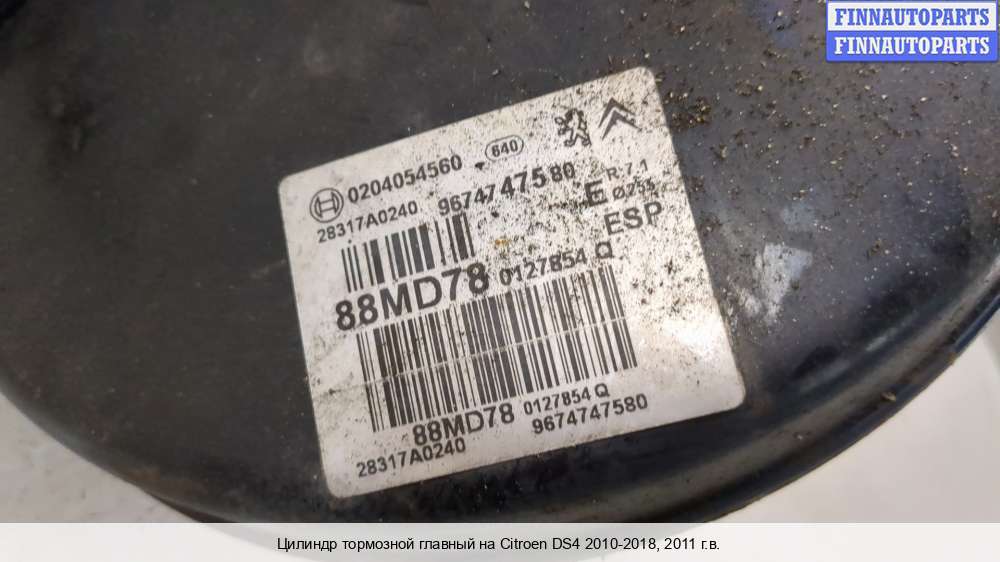 FINNAUTOPARTS
FINNAUTOPARTS
0204054560 640
28317A0240 9674747580 E R:7,1
Ø255
ESP
88MD78 0127854 Q
88MD78 0127854 Q
28317A0240 9674747580
Цилиндр тормозной главный на Citroen DS4 2010-2018, 2011 г.в.